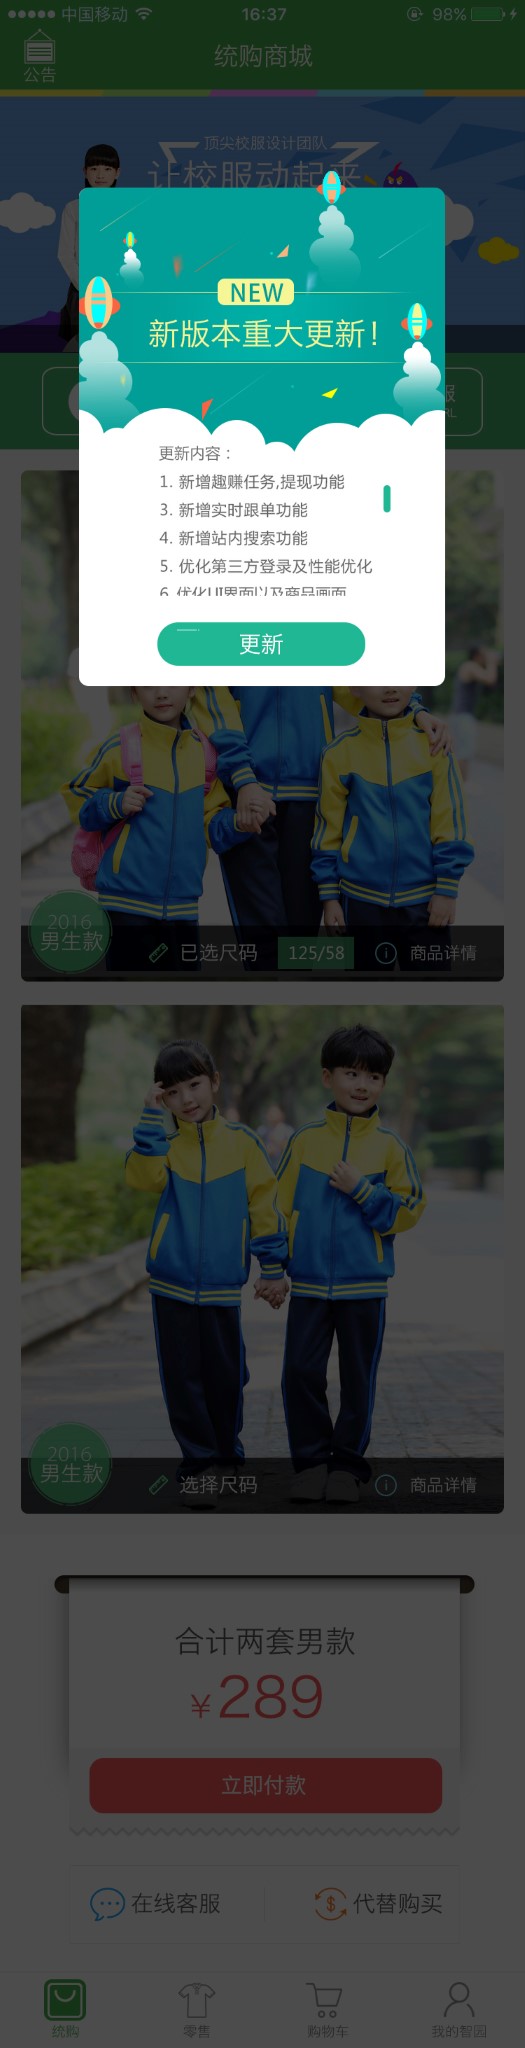 中国移动
16:37
98%
公告
统购商城
顶尖校服设计团队
让校服动起来
NEW
新版本重大更新！
更新内容：
1. 新增趣赚任务,提现功能
3. 新增实时跟单功能
4. 新增站内搜索功能
5. 优化第三方登录及性能优化
6. 优化UI界面以及商品画面
更新
2016
男生款
已选尺码
125/58
商品详情
2016
男生款
选择尺码
商品详情
合计两套男款
¥289
立即付款
在线客服
代替购买
统购
零售
购物车
我的智园